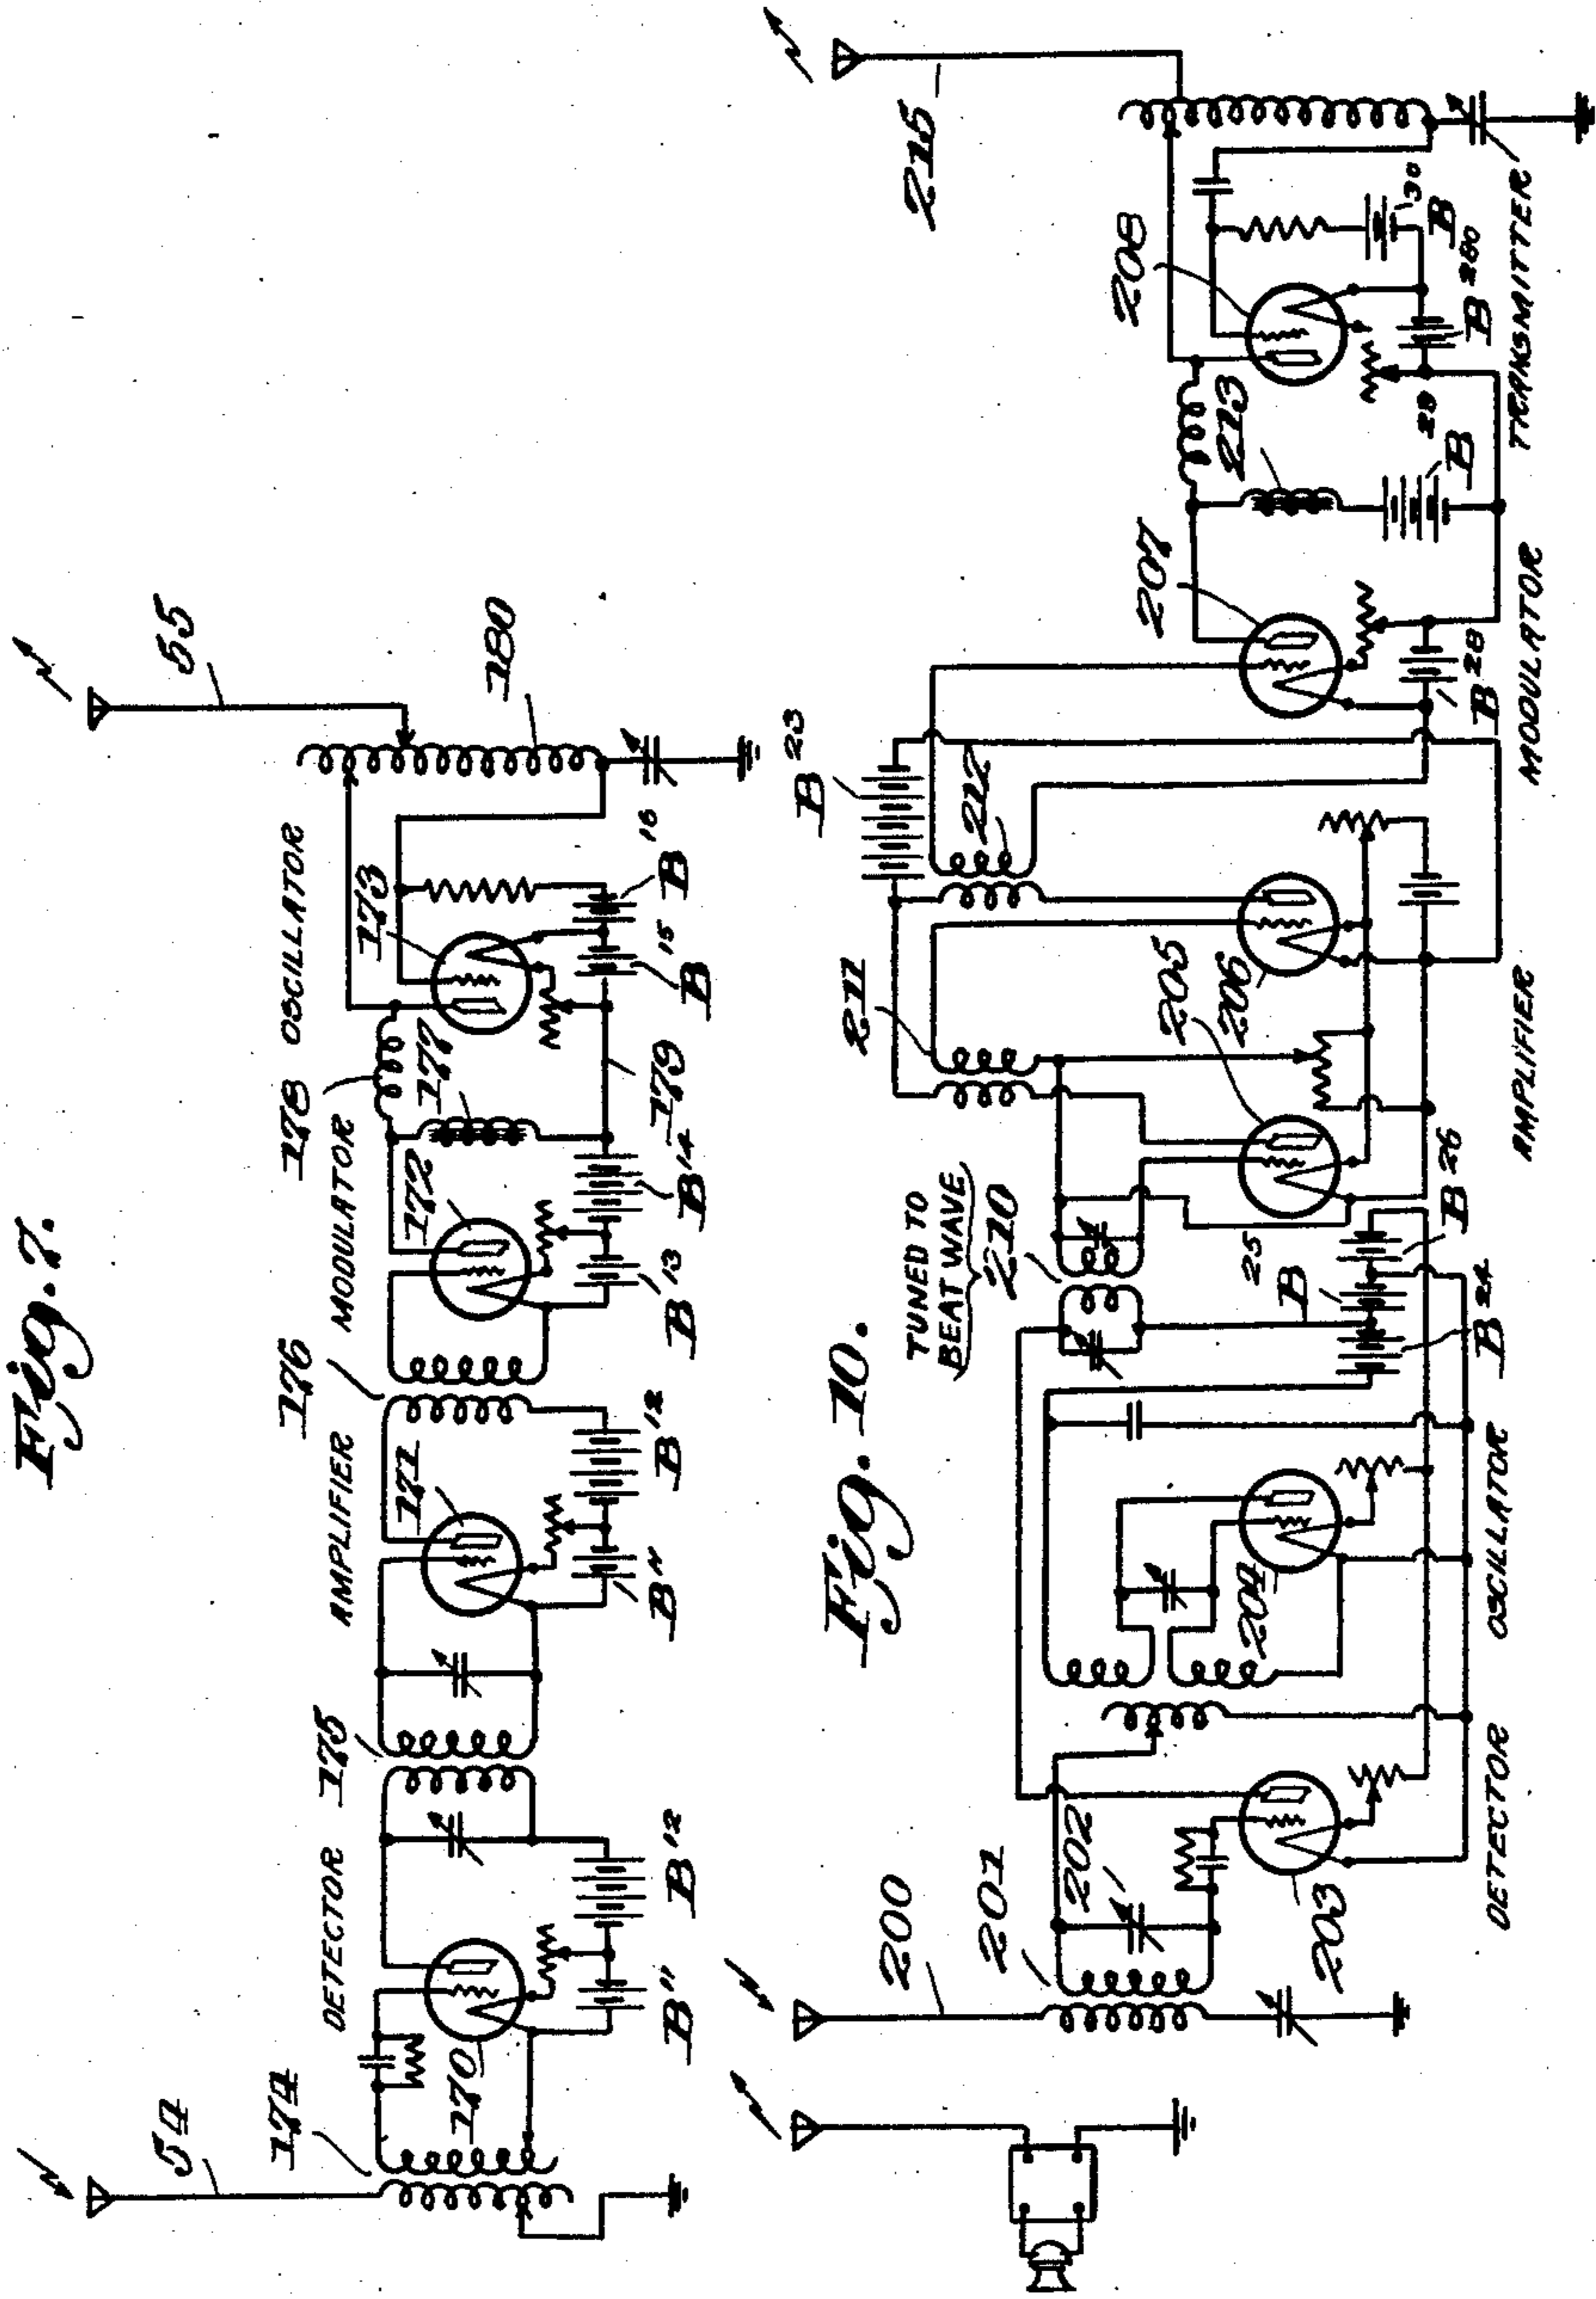 Fig. 7.
54
174
DETECTOR
170
B11
B12
175
AMPLIFIER
171
B11
B12
176
MODULATOR
172
B13
B14
178
177
179
OSCILLATOR
173
B15
B16
180
55
Fig. 10.
200
201
202
203
DETECTOR
204
OSCILLATOR
TUNED TO
BEAT WAVE
210
B24
B25
B26
211
205
206
AMPLIFIER
B23
212
207
B28
MODULATOR
213
B29
208
B280
B30
TRANSMITTER
215